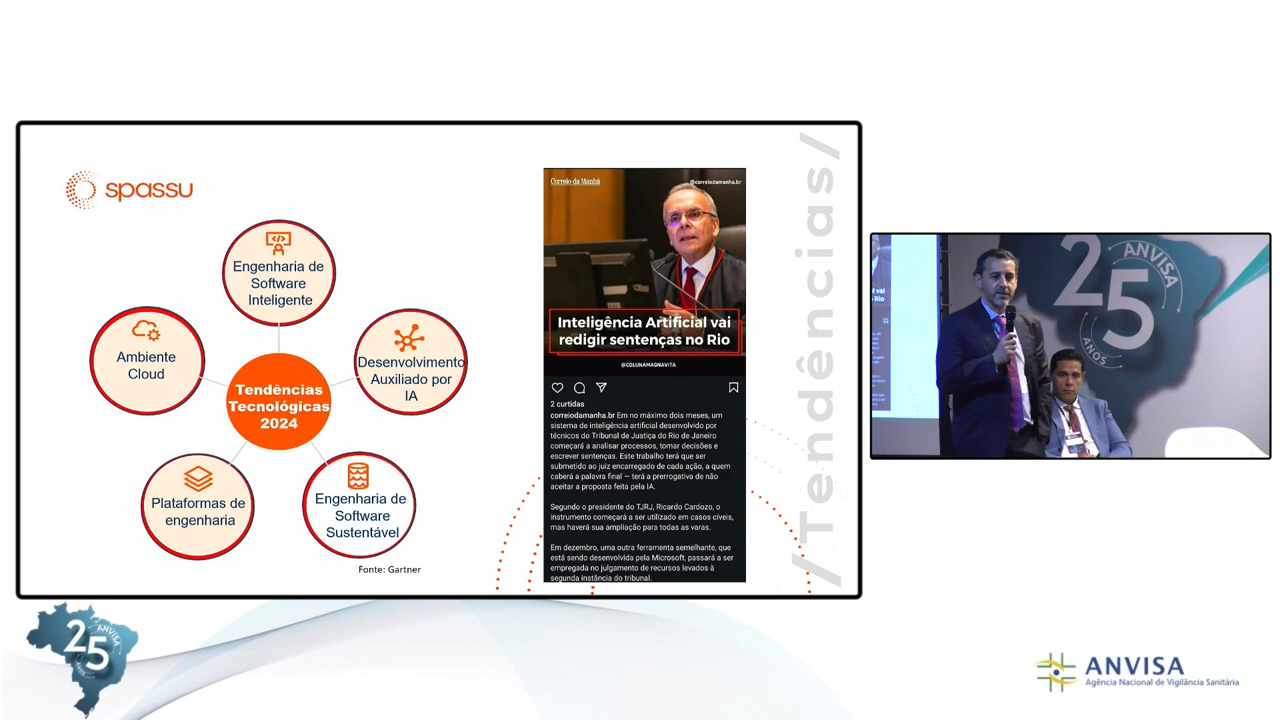 spassu
Engenharia de
Software
Inteligente
Ambiente
Cloud
Desenvolvimento
Auxiliado por
IA
Tendências
Tecnológicas
2024
Plataformas de
engenharia
Engenharia de
Software
Sustentável
Fonte: Gartner
Correio da Manhã
@correiodamanha.br
Inteligência Artificial vai
redigir sentenças no Rio
@COLUNAMAGNAVITA
2 curtidas
correiodamanha.br Em no máximo dois meses, um
sistema de inteligência artificial desenvolvido por
técnicos do Tribunal de Justiça do Rio de Janeiro
começará a analisar processos, tomar decisões e
escrever sentenças. Este trabalho terá que ser
submetido ao juiz encarregado de cada ação, a quem
caberá a palavra final — terá a prerrogativa de não
aceitar a proposta feita pela IA.
Segundo o presidente do TJRJ, Ricardo Cardozo, o
instrumento começará a ser utilizado em casos cíveis,
mas haverá sua ampliação para todas as varas.
Em dezembro, uma outra ferramenta semelhante, que
está sendo desenvolvida pela Microsoft, passará a ser
empregada no julgamento de recursos levados à
segunda instância do tribunal.
/Tendências/
vai
Rio
25
ANVISA
ANOS
25
ANVISA
ANOS
ANVISA
Agência Nacional de Vigilância Sanitária